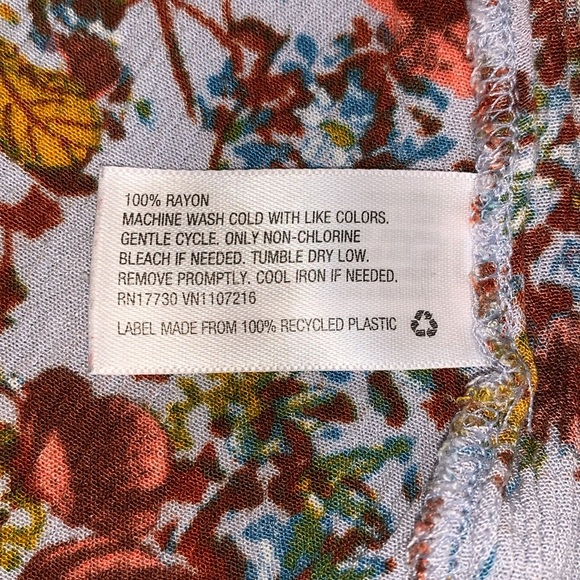 100% RAYON
MACHINE WASH COLD WITH LIKE COLORS.
GENTLE CYCLE. ONLY NON-CHLORINE
BLEACH IF NEEDED. TUMBLE DRY LOW.
REMOVE PROMPTLY. COOL IRON IF NEEDED.
RN17730 VN1107216
LABEL MADE FROM 100% RECYCLED PLASTIC